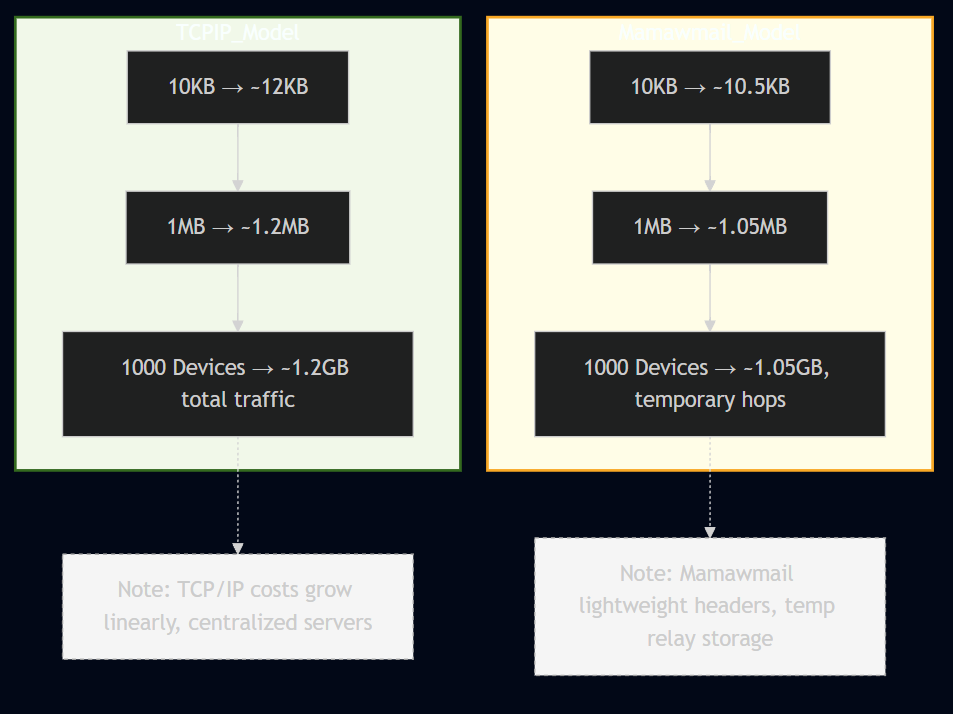 TCPIP_Model
10KB → ~12KB
1MB → ~1.2MB
1000 Devices → ~1.2GB
total traffic
Note: TCP/IP costs grow
linearly, centralized servers
Mamawmail_Model
10KB → ~10.5KB
1MB → ~1.05MB
1000 Devices → ~1.05GB,
temporary hops
Note: Mamawmail
lightweight headers, temp
relay storage